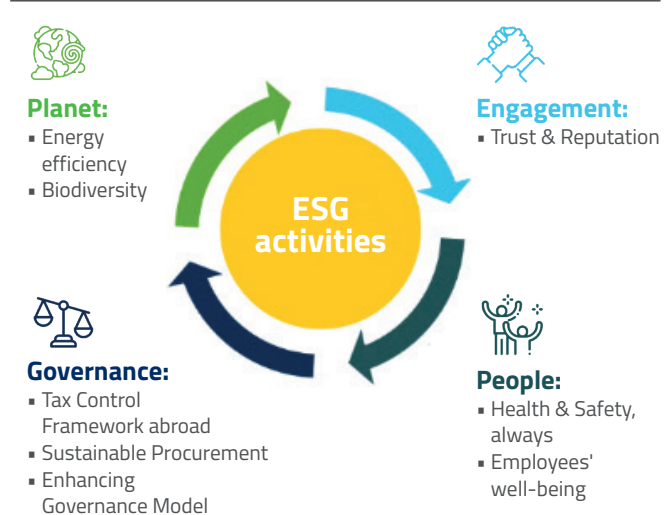 Planet:
▪ Energy
efficiency
▪ Biodiversity
Engagement:
▪ Trust & Reputation
ESG
activities
Governance:
▪ Tax Control
Framework abroad
▪ Sustainable Procurement
▪ Enhancing
Governance Model
People:
▪ Health & Safety,
always
▪ Employees'
well-being